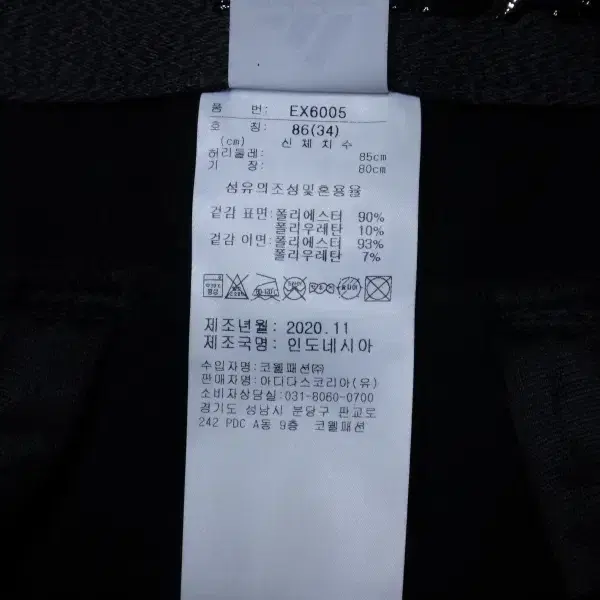 품 번: EX6005
호 칭: 86(34)
(cm) 신 체 치 수
허리둘레: 85cm
기 장: 80cm
섬유의조성및혼용율
겉감 표면:폴리에스터 90%
폴리우레탄 10%
겉감 이면:폴리에스터 93%
폴리우레탄 7%
제조년월: 2020.11
제조국명: 인도네시아
수입자명:코웰패션㈜
판매자명:아디다스코리아(유)
소비자상담실:031-8060-0700
경기도 성남시 분당구 판교로
242 PDC A동 9층 코웰패션